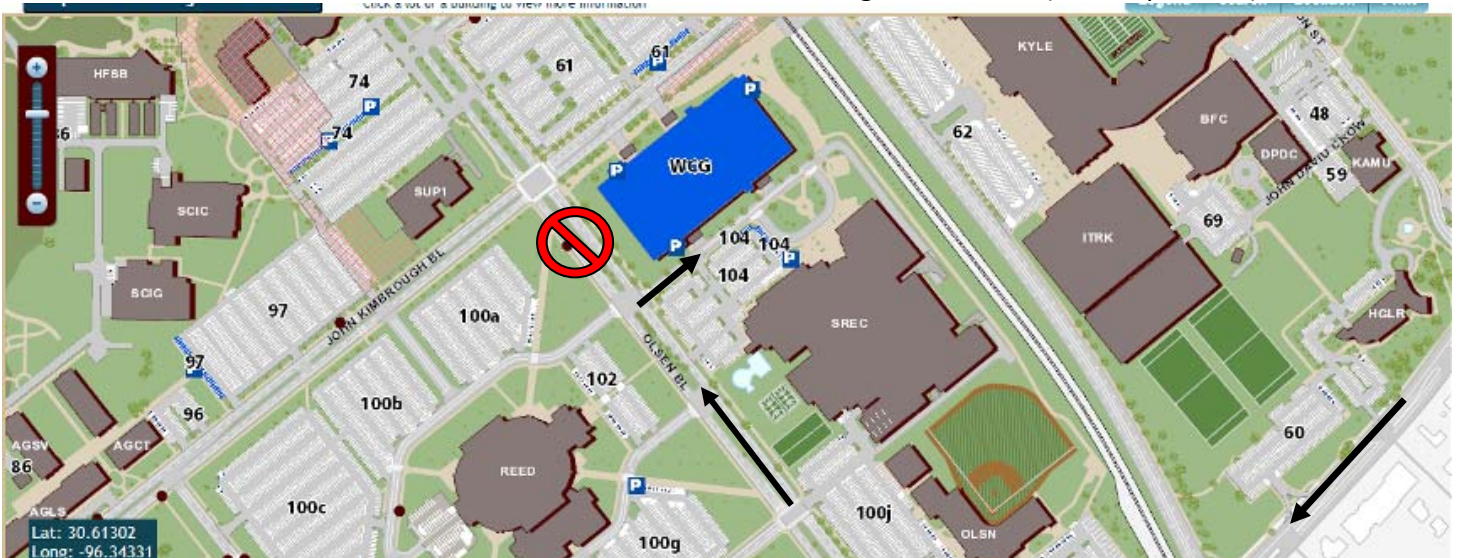 Click a lot or a building to view more information
KYLE
HFSB
61
61
74
74
62
48
BFC
DPDC
KAMU
59
JOHN DAVID CROW
WCG
SUP1
SCIC
69
ITRK
104
104
104
JOHN KIMBROUGH BL
SCIG
97
100a
SREC
HGLR
OLSEN BL
97
102
100b
96
60
AGSV
86
AGCT
REED
100c
100j
AGLS
OLSN
100g
Lat: 30.61302
Long: -96.34331
P
P
P
P
P
P
P
P
P